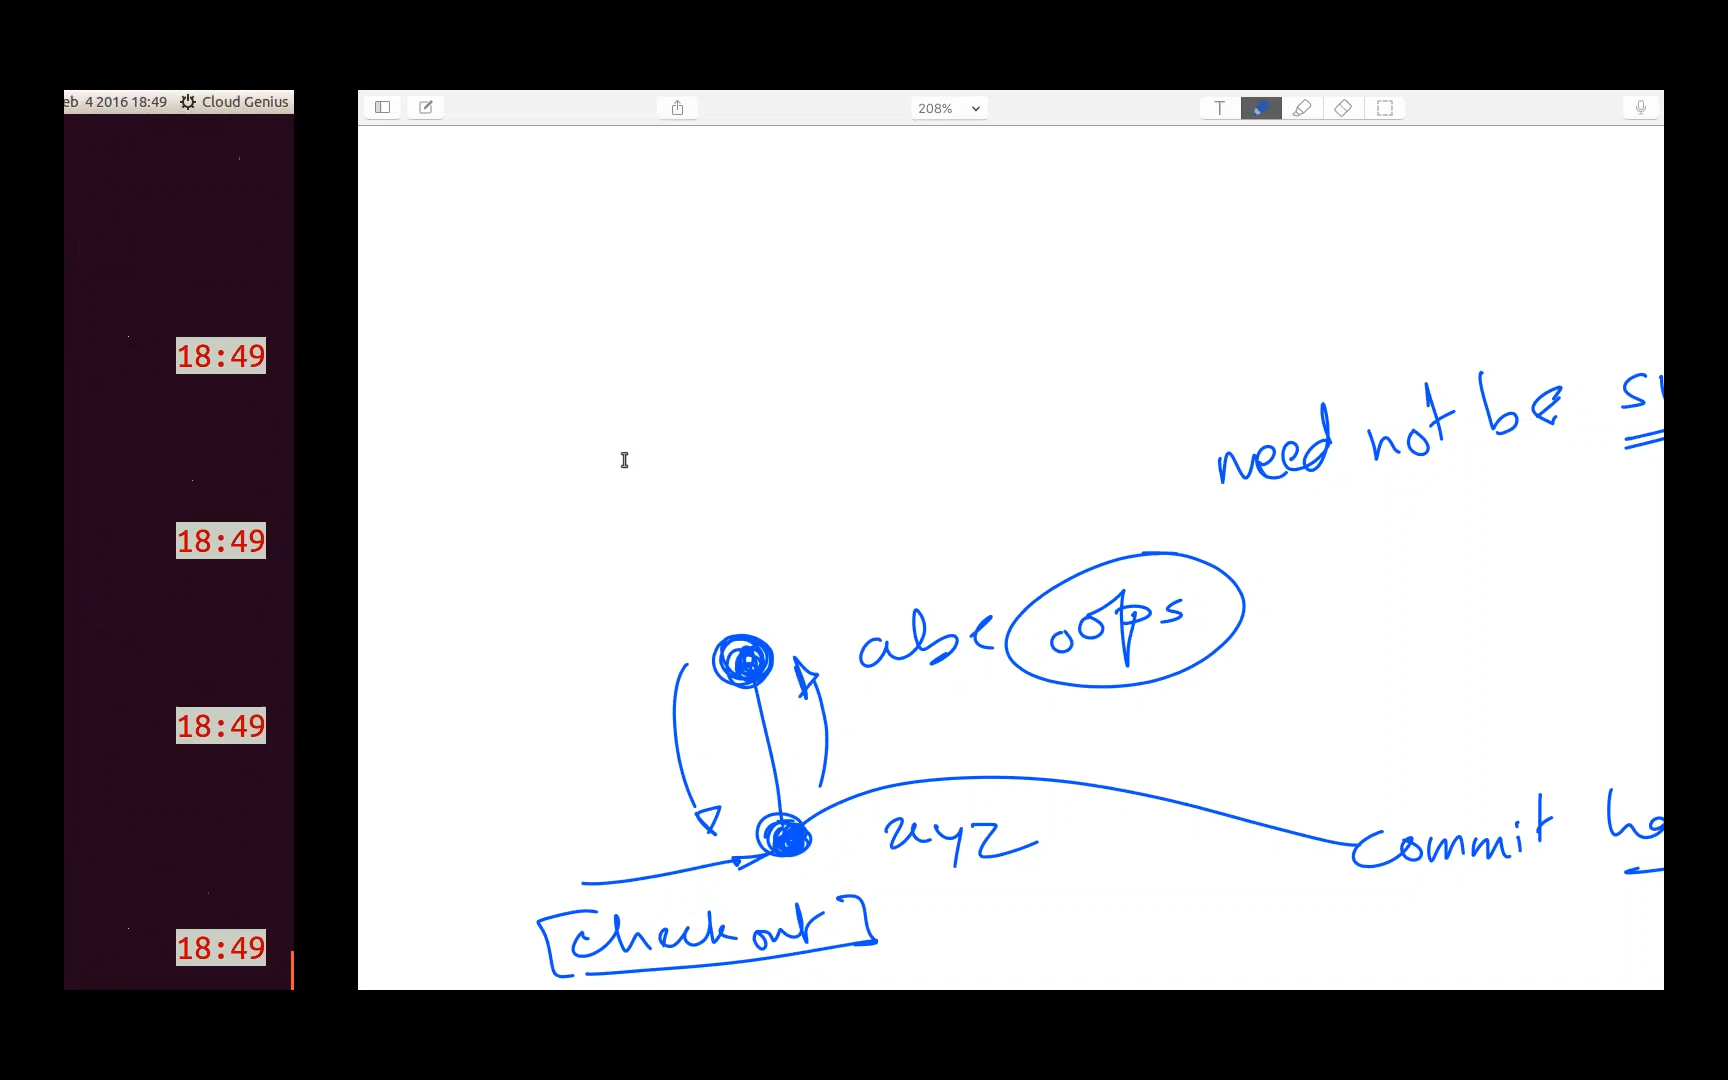 eb 4 2016 18:49 Cloud Genius
18:49
18:49
18:49
18:49
208%
T
need not be
abc oops
xyz
commit
[checkout]